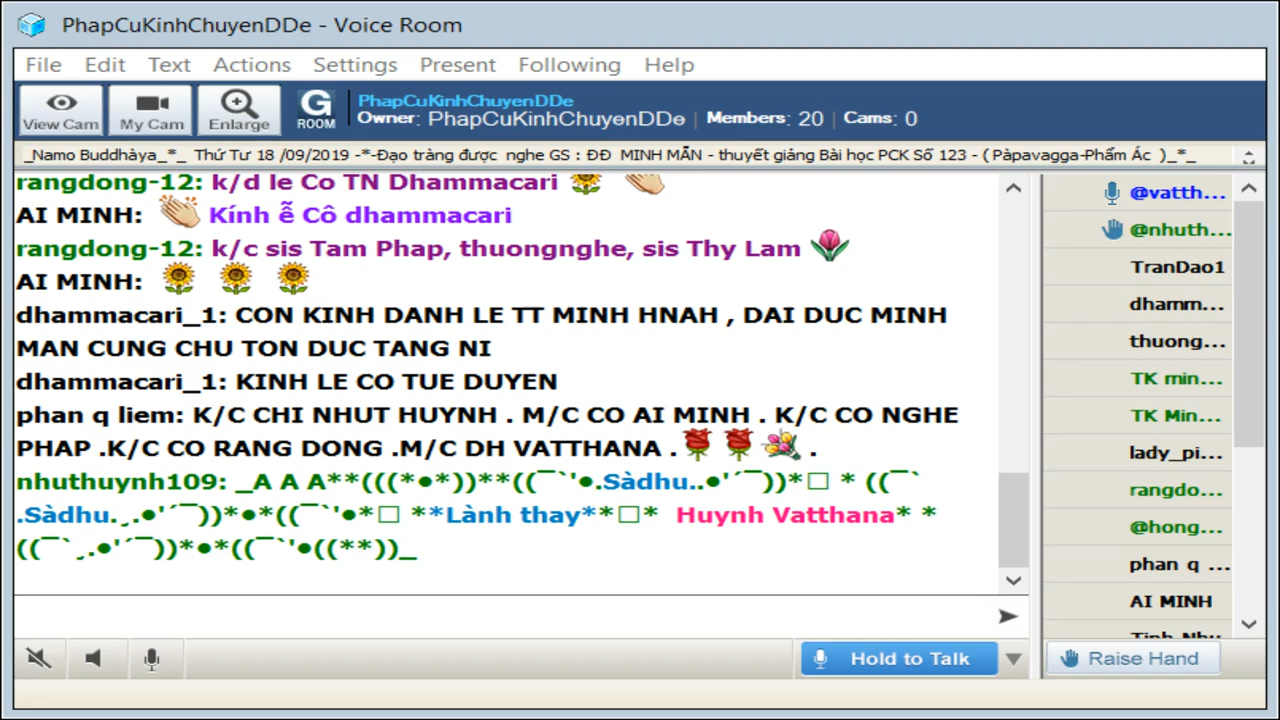 PhapCuKinhChuyenDDe - Voice Room
File Edit Text Actions Settings Present Following Help
View Cam My Cam Enlarge G ROOM
PhapCuKinhChuyenDDe
Owner: PhapCuKinhChuyenDDe | Members: 20 | Cams: 0
_Namo Buddhàya_*_ Thứ Tư 18 /09/2019 -*-Đạo tràng được nghe GS : ĐĐ MINH MẪN - thuyết giảng Bài học PCK Số 123 - ( Pàpavagga-Phẩm Ác )_*_
rangdong-12: k/d le Co TN Dhammacari
AI MINH: Kính ễ Cô dhammacari
rangdong-12: k/c sis Tam Phap, thuongnghe, sis Thy Lam
AI MINH:
dhammacari_1: CON KINH DANH LE TT MINH HNAH , DAI DUC MINH
MAN CUNG CHU TON DUC TANG NI
dhammacari_1: KINH LE CO TUE DUYEN
phan q liem: K/C CHI NHUT HUYNH . M/C CO AI MINH . K/C CO NGHE
PHAP .K/C CO RANG DONG .M/C DH VATTHANA . .
nhuthuynh109: _A A A**(((*●*))**((¯`'●.Sàdhu..●'´¯))*□ * ((¯`
.Sàdhu.¸.●'´¯))*●*((¯`'●*□ **Lành thay**□* Huynh Vatthana* *
((¯`¸.●'´¯))*●*((¯`'●((**))_
@vatth...
@nhuth...
TranDao1
dhamm...
thuong...
TK min...
TK Min...
lady_pi...
rangdo...
@hong...
phan q ...
AI MINH
Hold to Talk
Raise Hand